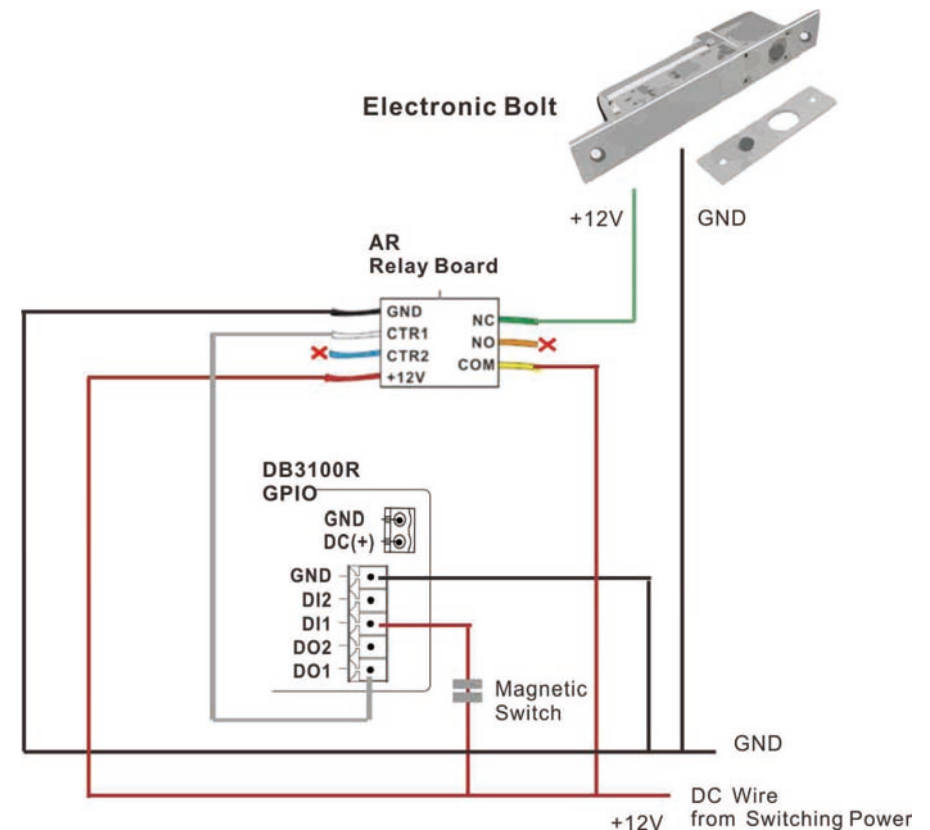 Electronic Bolt
+12V
GND
AR
Relay Board
GND
CTR1
CTR2
+12V
NC
NO
COM
DB3100R
GPIO
GND
DC(+)
GND
DI2
DI1
DO2
DO1
Magnetic
Switch
GND
DC Wire
+12V from Switching Power